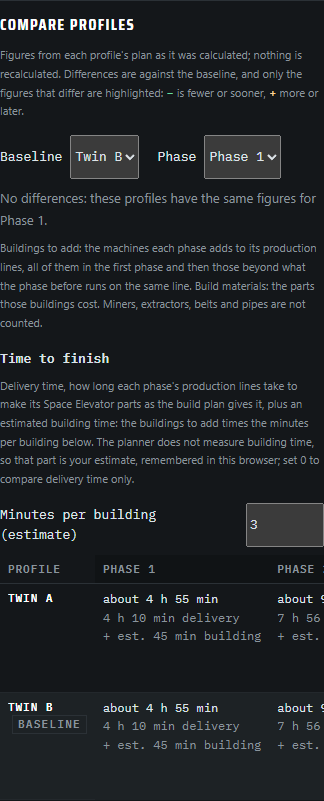 COMPARE PROFILES
Figures from each profile's plan as it was calculated; nothing is
recalculated. Differences are against the baseline, and only the
figures that differ are highlighted: − is fewer or sooner, + more or
later.
Baseline Twin B Phase Phase 1
No differences: these profiles have the same figures for
Phase 1.
Buildings to add: the machines each phase adds to its production
lines, all of them in the first phase and then those beyond what
the phase before runs on the same line. Build materials: the parts
those buildings cost. Miners, extractors, belts and pipes are not
counted.
Time to finish
Delivery time, how long each phase's production lines take to
make its Space Elevator parts as the build plan gives it, plus an
estimated building time: the buildings to add times the minutes
per building below. The planner does not measure building time,
so that part is your estimate, remembered in this browser; set 0 to
compare delivery time only.
Minutes per building
(estimate)
3
PROFILE PHASE 1 PHASE
TWIN A about 4 h 55 min about
4 h 10 min delivery 7 h 56
+ est. 45 min building + est.
TWIN B about 4 h 55 min about
BASELINE 4 h 10 min delivery 7 h 56
+ est. 45 min building + est.